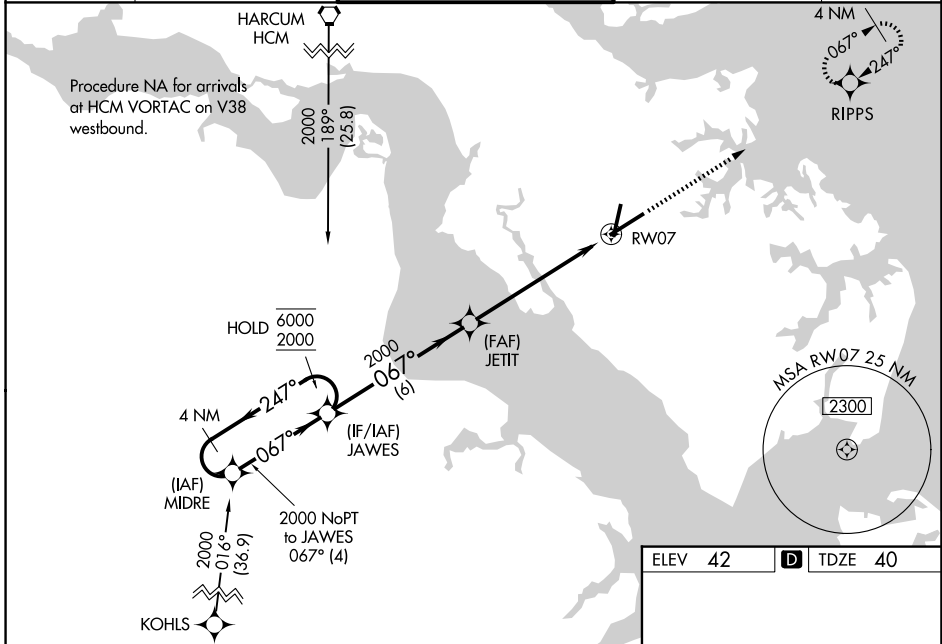 HARCUM
HCM
Procedure NA for arrivals
at HCM VORTAC on V38
westbound.
2000
189°
(25.8)
4 NM
067°
247°
RIPPS
RW07
HOLD
6000
2000
2000
067°
(6)
(FAF)
JETIT
4 NM
247°
067°
(IF/IAF)
JAWES
(IAF)
MIDRE
2000 NoPT
to JAWES
067° (4)
2000
016°
(36.9)
KOHLS
MSA RW07 25 NM
2300
ELEV 42 D TDZE 40